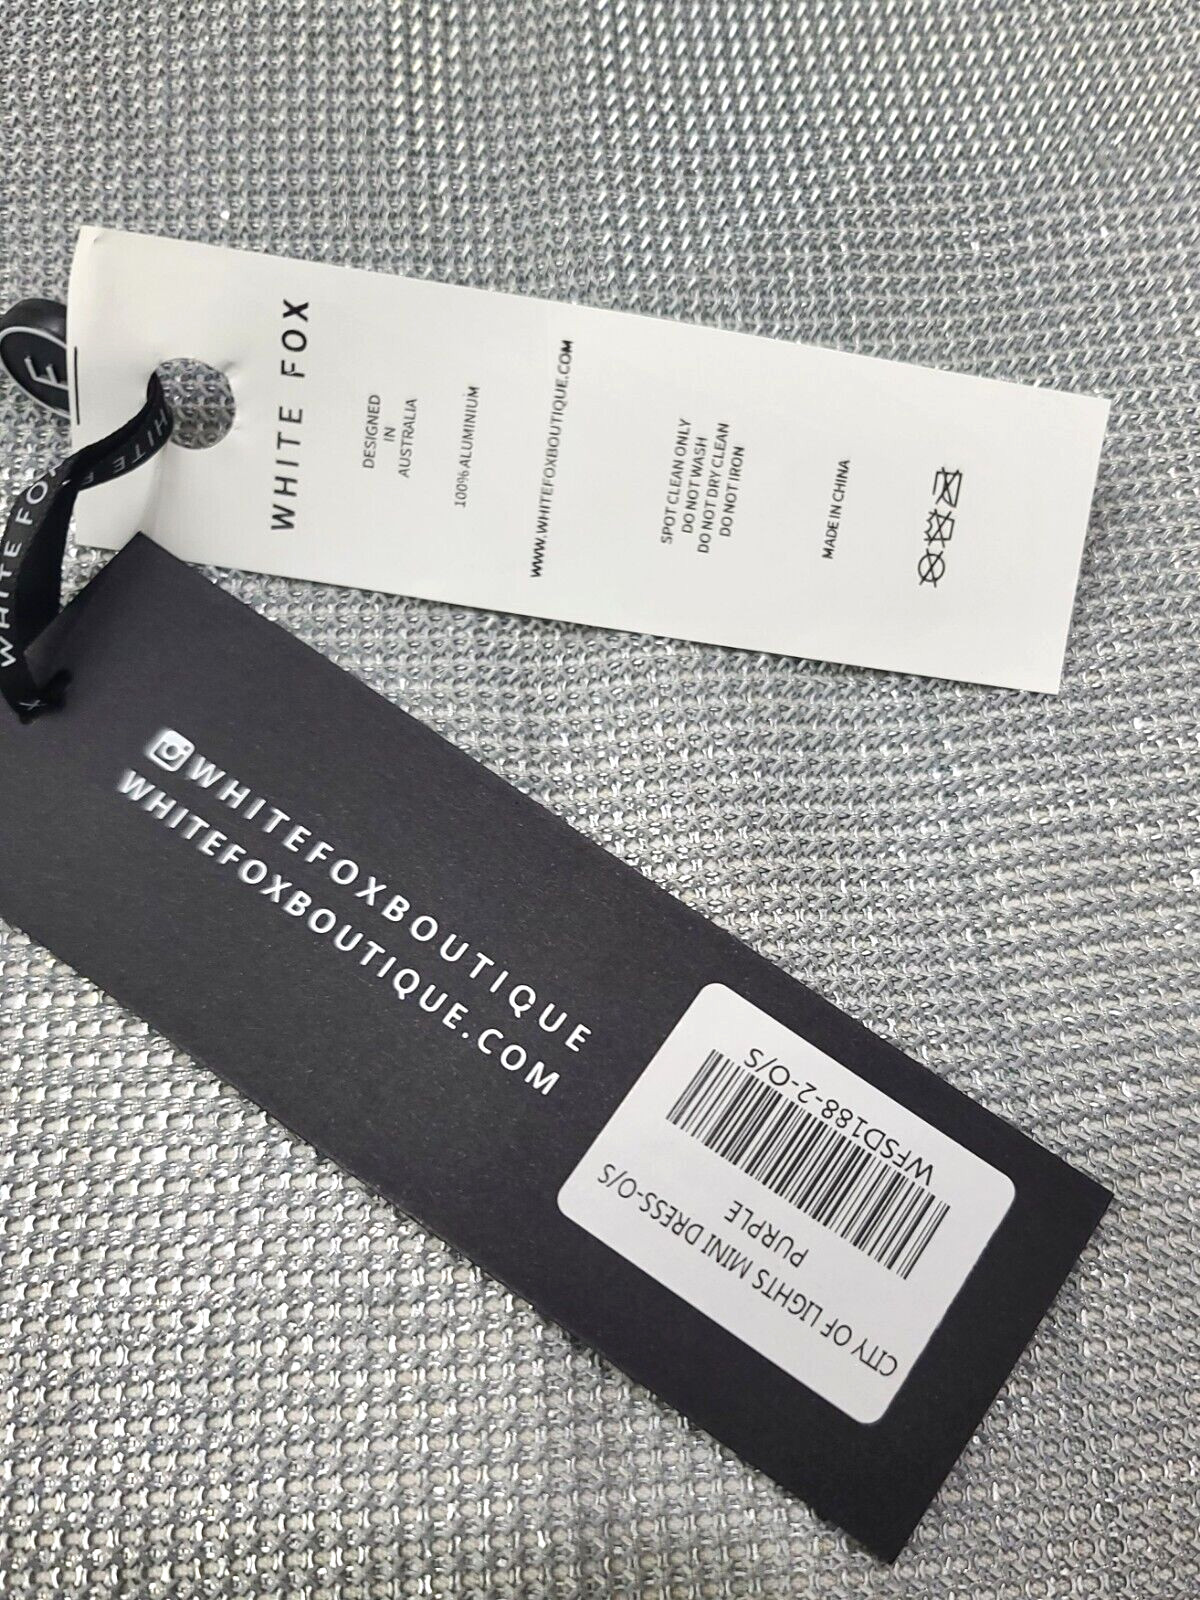 WHITE FOX
DESIGNED
IN
AUSTRALIA
100% ALUMINIUM
WWW.WHITEFOXBOUTIQUE.COM
SPOT CLEAN ONLY
DO NOT WASH
DO NOT DRY CLEAN
DO NOT IRON
MADE IN CHINA
WHITE FOX
HITE
X
F
WHITEFOXBOUTIQUE
WHITEFOXBOUTIQUE.COM
CITY OF LIGHTS MINI DRESS-O/S
PURPLE
WFSD188-2-O/S